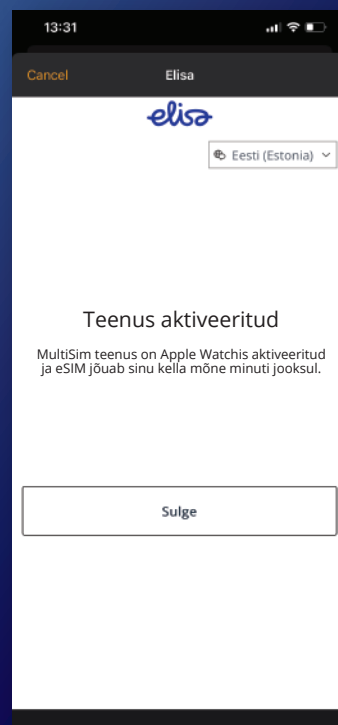 13:31
Cancel
Elisa
elisa
Eesti (Estonia)
Teenus aktiveeritud
MultiSim teenus on Apple Watchis aktiveeritud
ja eSIM jõuab sinu kella mõne minuti jooksul.
Sulge